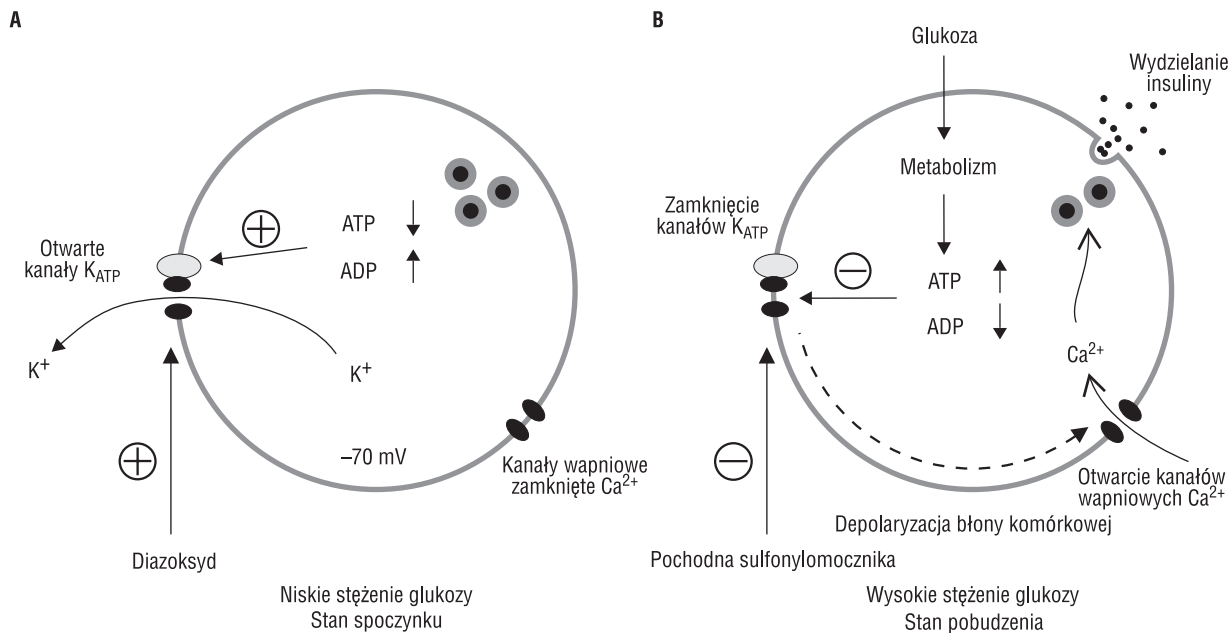 A
Otwarte
kanały K_ATP
ATP
ADP
K⁺
K⁺
–70 mV
Kanały wapniowe
zamknięte Ca²⁺
Diazoksyd
Niskie stężenie glukozy
Stan spoczynku
B
Glukoza
Wydzielanie
insuliny
Metabolizm
Zamknięcie
kanałów K_ATP
ATP
ADP
Ca²⁺
Otwarcie kanałów
wapniowych Ca²⁺
Depolaryzacja błony komórkowej
Pochodna sulfonylomocznika
Wysokie stężenie glukozy
Stan pobudzenia